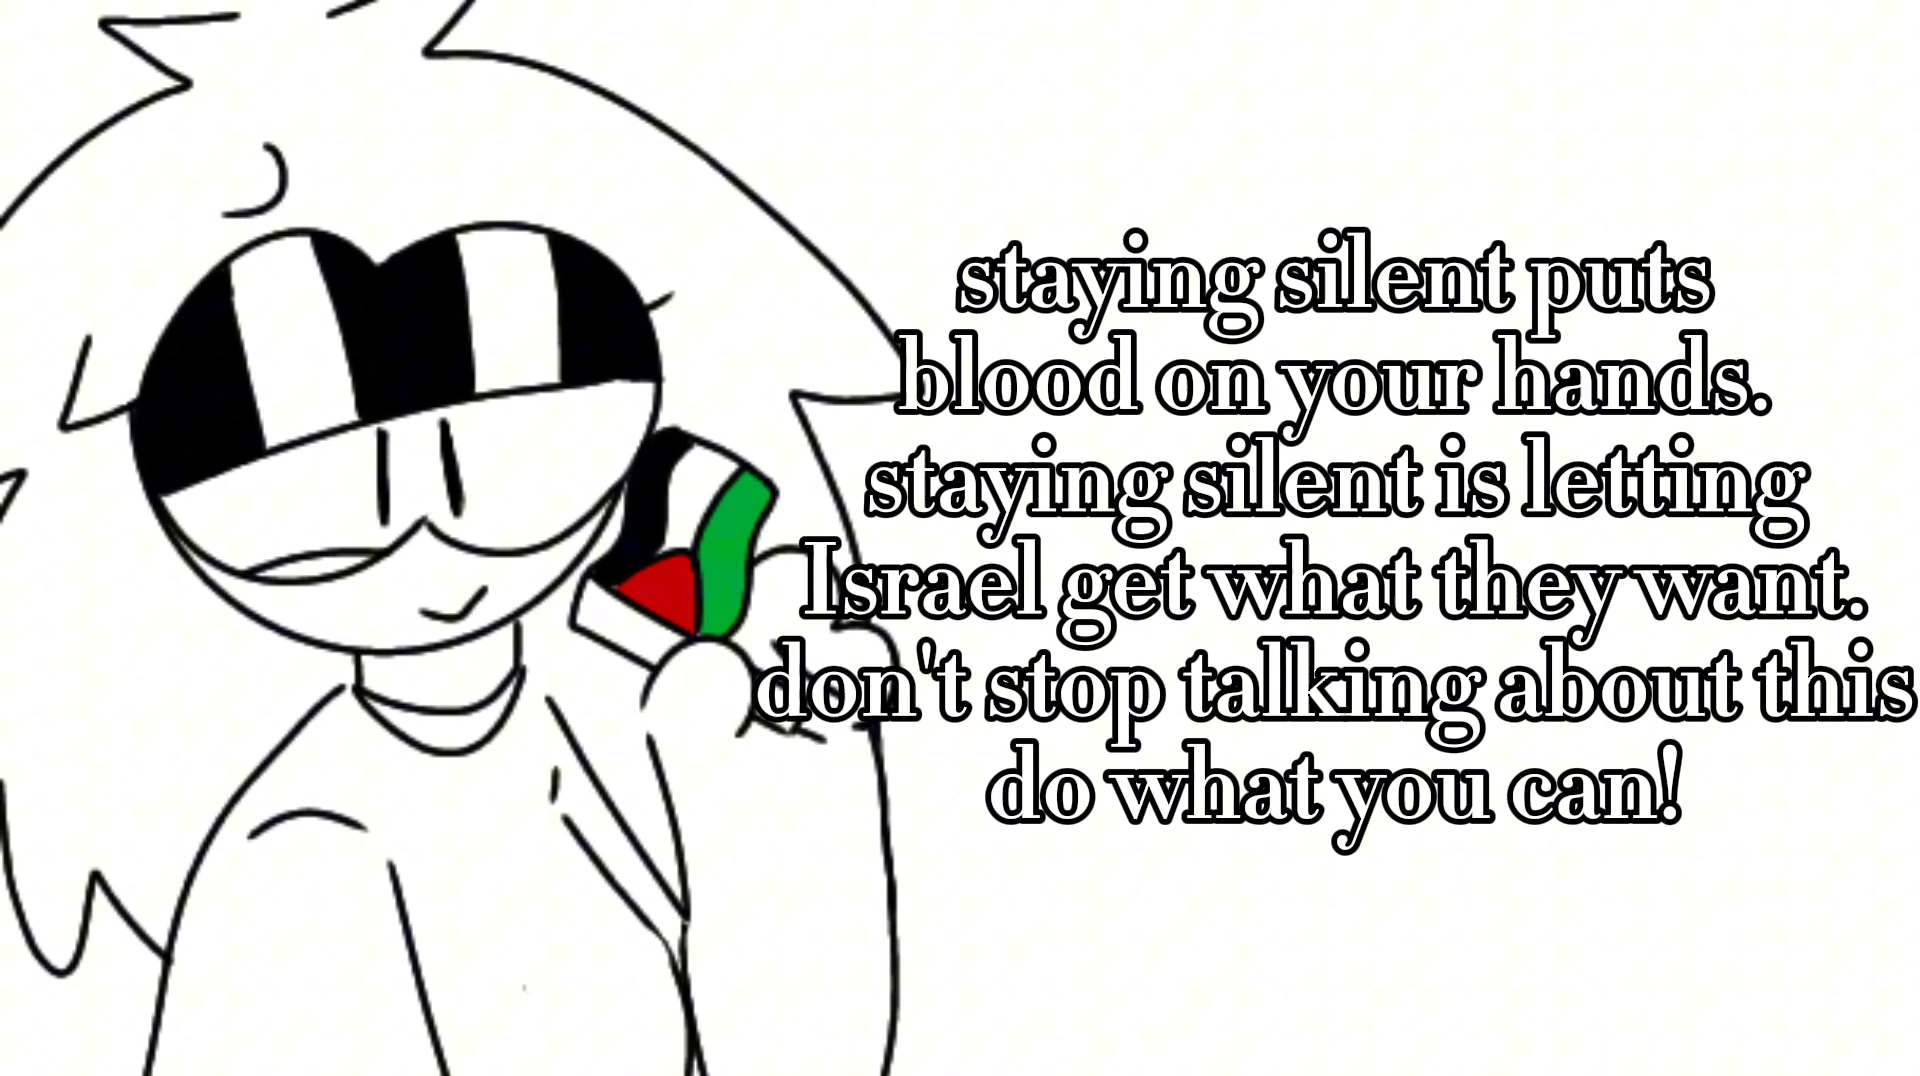 staying silent puts
blood on your hands.
staying silent is letting
Israel get what they want.
don't stop talking about this
do what you can!